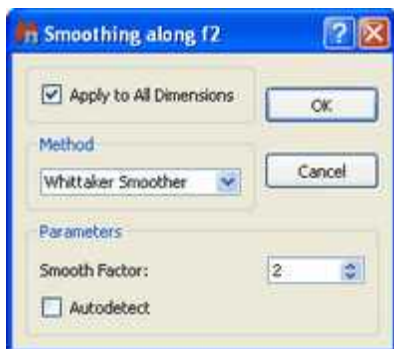 Smoothing along f2
Apply to All Dimensions
OK
Method
Whittaker Smoother
Cancel
Parameters
Smooth Factor:
2
Autodetect